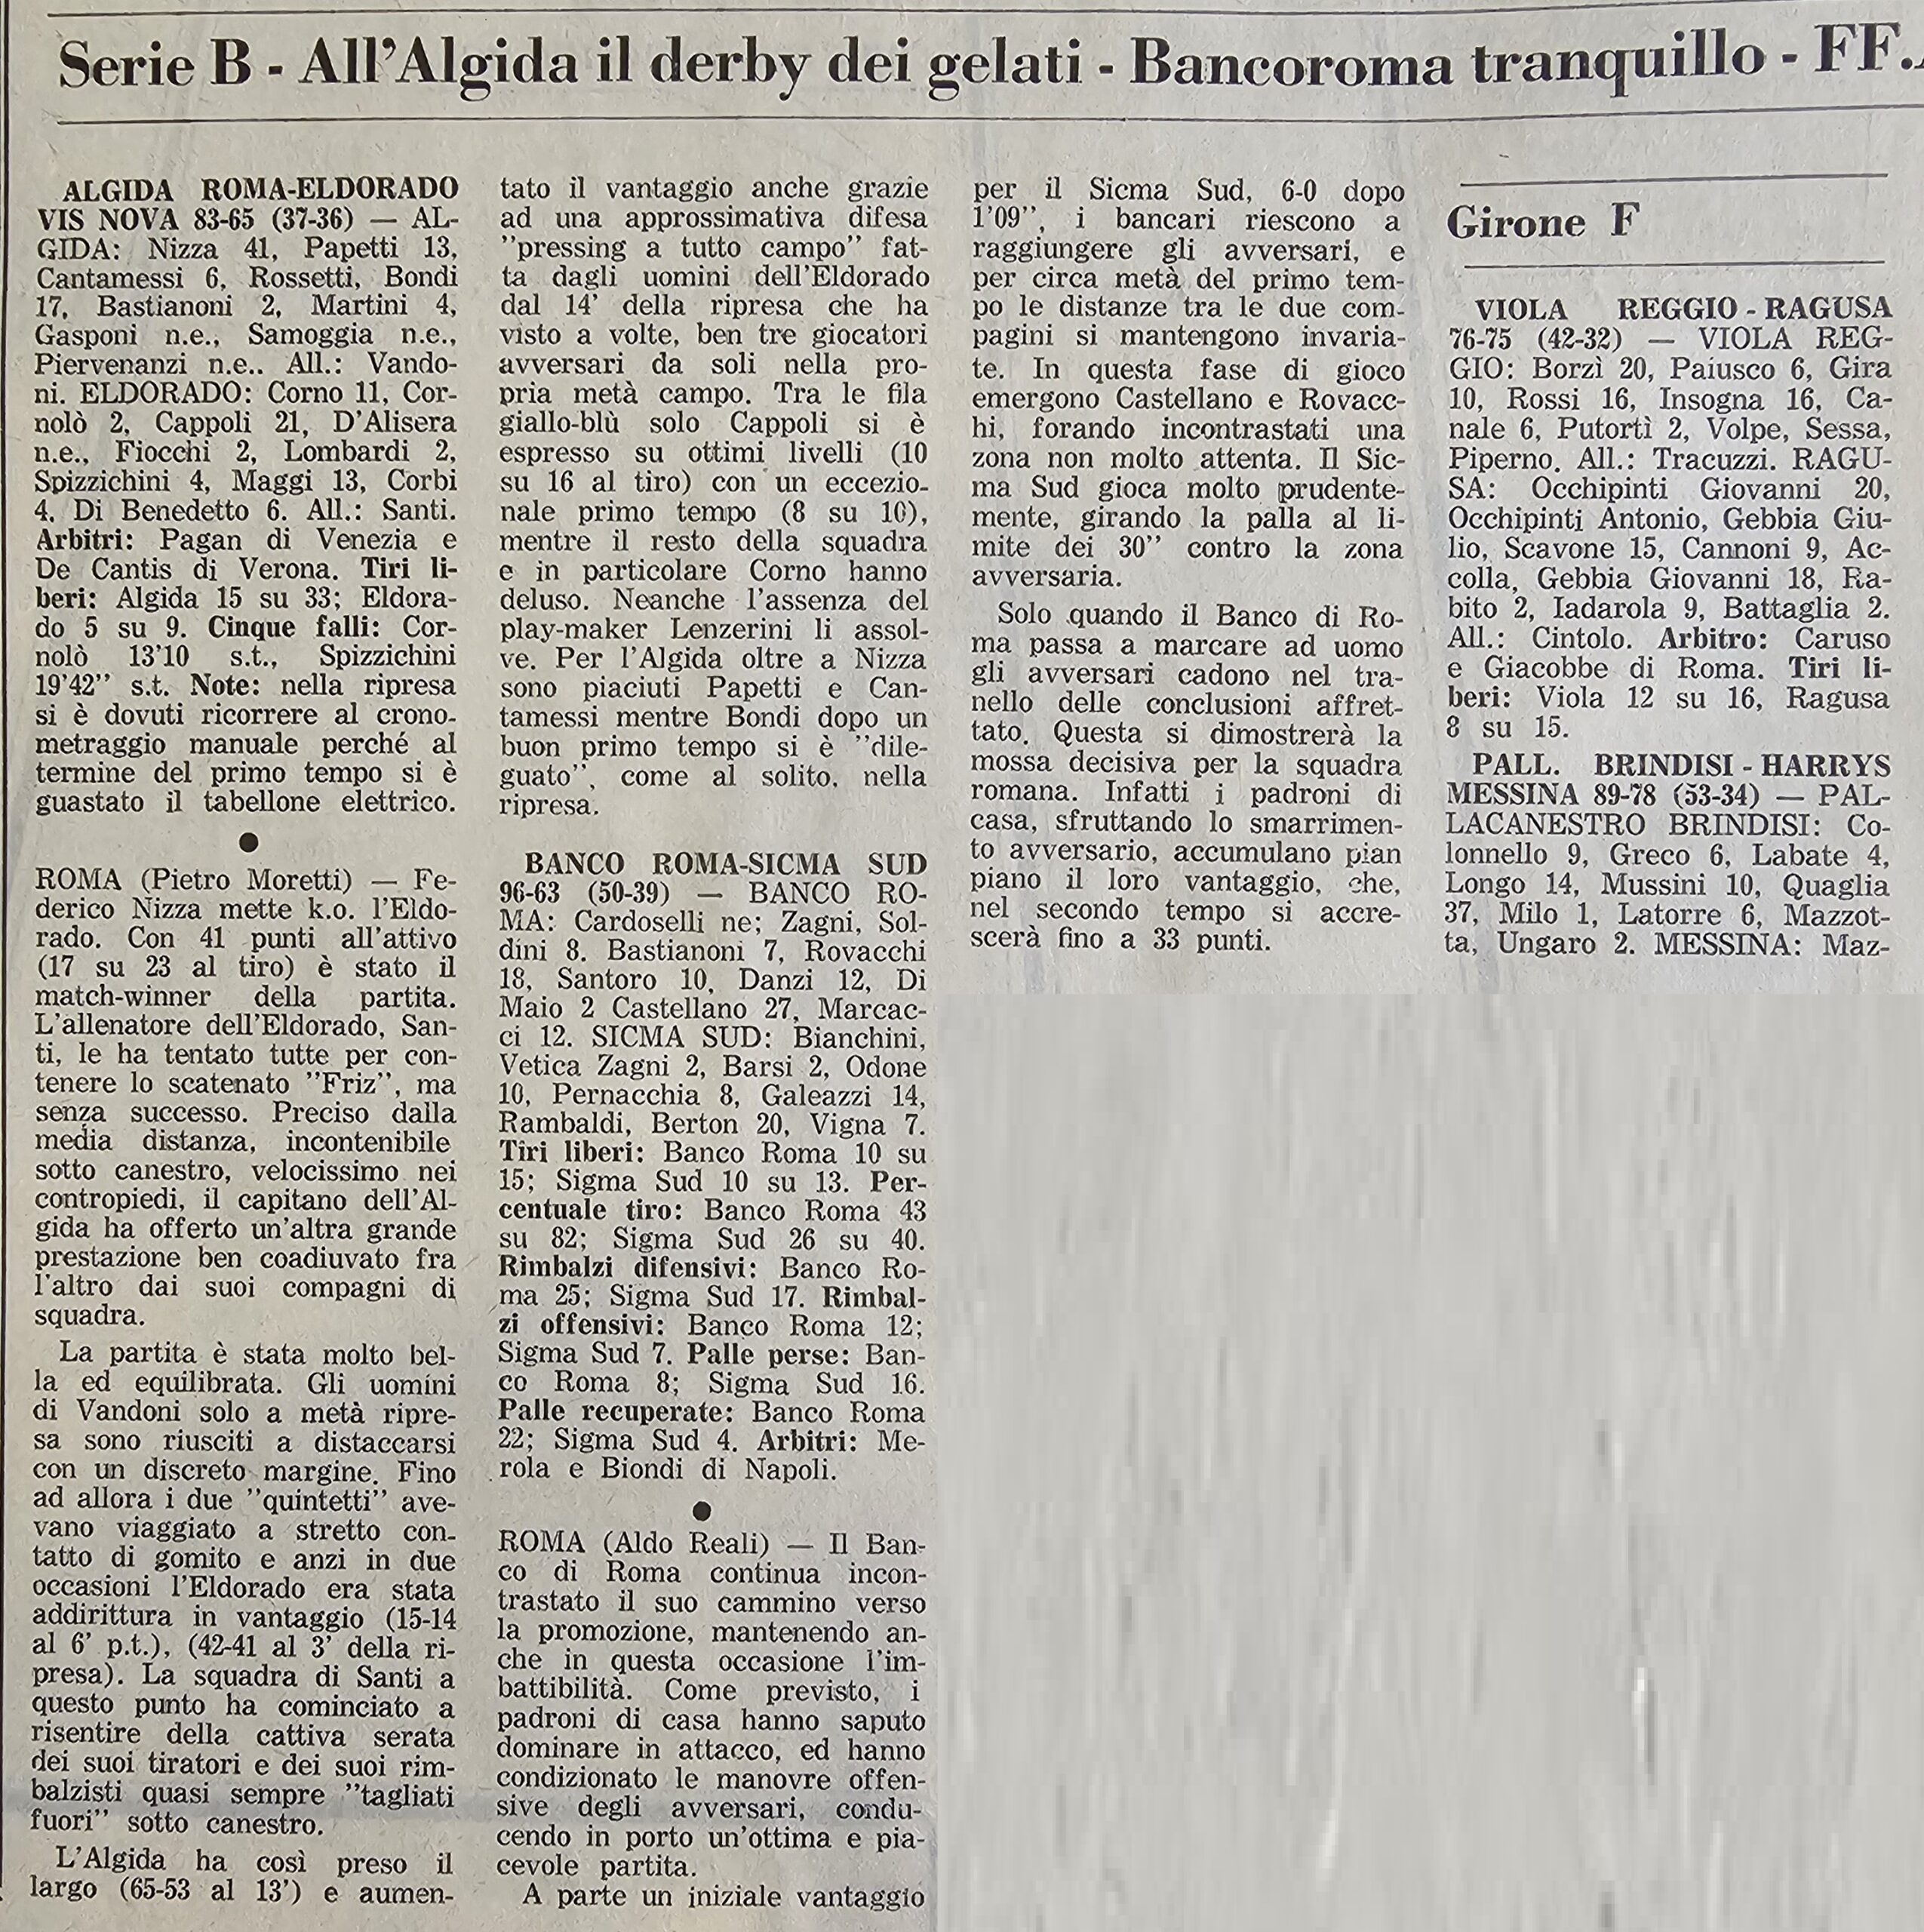 Serie B - All'Algida il derby dei gelati - Bancoroma tranquillo - FF.
ALGIDA ROMA-ELDORADO
VIS NOVA 83-65 (37-36) — AL-
GIDA: Nizza 41, Papetti 13,
Cantamessi 6, Rossetti, Bondi
17, Bastianoni 2, Martini 4,
Gasponi n.e., Samoggia n.e.,
Piervenanzi n.e.. All.: Vando-
ni. ELDORADO: Corno 11, Cor-
nolò 2, Cappoli 21, D'Alisera
n.e., Fiocchi 2, Lombardi 2,
Spizzichini 4, Maggi 13, Corbi
4, Di Benedetto 6. All.: Santi.
Arbitri: Pagan di Venezia e
De Cantis di Verona. Tiri li-
beri: Algida 15 su 33; Eldora-
do 5 su 9. Cinque falli: Cor-
nolò 13'10 s.t., Spizzichini
19'42" s.t. Note: nella ripresa
si è dovuti ricorrere al crono-
metraggio manuale perché al
termine del primo tempo si è
guastato il tabellone elettrico.
●
ROMA (Pietro Moretti) — Fe-
derico Nizza mette k.o. l'Eldo-
rado. Con 41 punti all'attivo
(17 su 23 al tiro) è stato il
match-winner della partita.
L'allenatore dell'Eldorado, San-
ti, le ha tentato tutte per con-
tenere lo scatenato "Friz", ma
senza successo. Preciso dalla
media distanza, incontenibile
sotto canestro, velocissimo nei
contropiedi, il capitano dell'Al-
gida ha offerto un'altra grande
prestazione ben coadiuvato fra
l'altro dai suoi compagni di
squadra.
La partita è stata molto bel-
la ed equilibrata. Gli uomini
di Vandoni solo a metà ripre-
sa sono riusciti a distaccarsi
con un discreto margine. Fino
ad allora i due "quintetti" ave-
vano viaggiato a stretto con-
tatto di gomito e anzi in due
occasioni l'Eldorado era stata
addirittura in vantaggio (15-14
al 6' p.t.), (42-41 al 3' della ri-
presa). La squadra di Santi a
questo punto ha cominciato a
risentire della cattiva serata
dei suoi tiratori e dei suoi rim-
balzisti quasi sempre "tagliati
fuori" sotto canestro.
L'Algida ha così preso il
largo (65-53 al 13') e aumen-
tato il vantaggio anche grazie
ad una approssimativa difesa
"pressing a tutto campo" fat-
ta dagli uomini dell'Eldorado
dal 14' della ripresa che ha
visto a volte, ben tre giocatori
avversari da soli nella pro-
pria metà campo. Tra le fila
giallo-blù solo Cappoli si è
espresso su ottimi livelli (10
su 16 al tiro) con un eccezio-
nale primo tempo (8 su 10),
mentre il resto della squadra
e in particolare Corno hanno
deluso. Neanche l'assenza del
play-maker Lenzerini li assol-
ve. Per l'Algida oltre a Nizza
sono piaciuti Papetti e Can-
tamessi mentre Bondi dopo un
buon primo tempo si è "dile-
guato", come al solito, nella
ripresa.
BANCO ROMA-SICMA SUD
96-63 (50-39) — BANCO RO-
MA: Cardoselli ne; Zagni, Sol-
dini 8. Bastianoni 7, Rovacchi
18, Santoro 10, Danzi 12, Di
Maio 2 Castellano 27, Marcac-
ci 12. SICMA SUD: Bianchini,
Vetica Zagni 2, Barsi 2, Odone
10, Pernacchia 8, Galeazzi 14,
Rambaldi, Berton 20, Vigna 7.
Tiri liberi: Banco Roma 10 su
15; Sigma Sud 10 su 13. Per-
centuale tiro: Banco Roma 43
su 82; Sigma Sud 26 su 40.
Rimbalzi difensivi: Banco Ro-
ma 25; Sigma Sud 17. Rimbal-
zi offensivi: Banco Roma 12;
Sigma Sud 7. Palle perse: Ban-
co Roma 8; Sigma Sud 16.
Palle recuperate: Banco Roma
22; Sigma Sud 4. Arbitri: Me-
rola e Biondi di Napoli.
●
ROMA (Aldo Reali) — Il Ban-
co di Roma continua incon-
trastato il suo cammino verso
la promozione, mantenendo an-
che in questa occasione l'im-
battibilità. Come previsto, i
padroni di casa hanno saputo
dominare in attacco, ed hanno
condizionato le manovre offen-
sive degli avversari, condu-
cendo in porto un'ottima e pia-
cevole partita.
A parte un iniziale vantaggio
per il Sicma Sud, 6-0 dopo
1'09", i bancari riescono a
raggiungere gli avversari, e
per circa metà del primo tem-
po le distanze tra le due com-
pagini si mantengono invaria-
te. In questa fase di gioco
emergono Castellano e Rovacc-
hi, forando incontrastati una
zona non molto attenta. Il Sic-
ma Sud gioca molto prudente-
mente, girando la palla al li-
mite dei 30" contro la zona
avversaria.
Solo quando il Banco di Ro-
ma passa a marcare ad uomo
gli avversari cadono nel tra-
nello delle conclusioni affret-
tato. Questa si dimostrerà la
mossa decisiva per la squadra
romana. Infatti i padroni di
casa, sfruttando lo smarrimen-
to avversario, accumulano pian
piano il loro vantaggio, che,
nel secondo tempo si accre-
scerà fino a 33 punti.
Girone F
VIOLA REGGIO - RAGUSA
76-75 (42-32) — VIOLA REG-
GIO: Borzì 20, Paiusco 6, Gira
10, Rossi 16, Insogna 16, Ca-
nale 6, Putortì 2, Volpe, Sessa,
Piperno. All.: Tracuzzi. RAGU-
SA: Occhipinti Giovanni 20,
Occhipinti Antonio, Gebbia Giu-
lio, Scavone 15, Cannoni 9, Ac-
colla, Gebbia Giovanni 18, Ra-
bito 2, Iadarola 9, Battaglia 2.
All.: Cintolo. Arbitro: Caruso
e Giacobbe di Roma. Tiri li-
beri: Viola 12 su 16, Ragusa
8 su 15.
PALL. BRINDISI - HARRYS
MESSINA 89-78 (53-34) — PAL-
LACANESTRO BRINDISI: Co-
lonnello 9, Greco 6, Labate 4,
Longo 14, Mussini 10, Quaglia
37, Milo 1, Latorre 6, Mazzot-
ta, Ungaro 2. MESSINA: Maz-